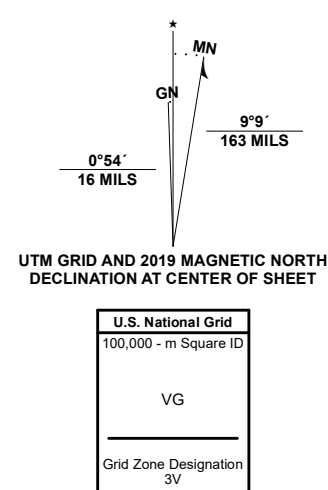 ★
MN
GN
9°9´
163 MILS
0°54´
16 MILS
UTM GRID AND 2019 MAGNETIC NORTH
DECLINATION AT CENTER OF SHEET
U.S. National Grid
100,000 - m Square ID
VG
Grid Zone Designation
3V